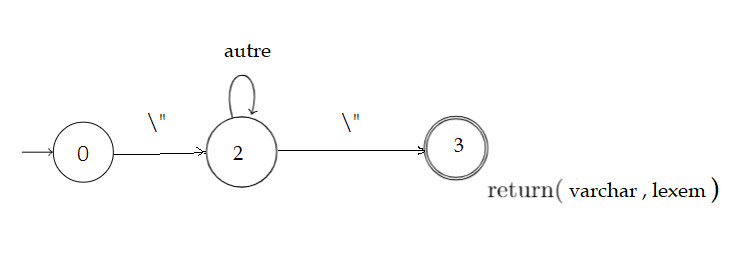 autre
\" \"
0 2 3
return( varchar , lexem )